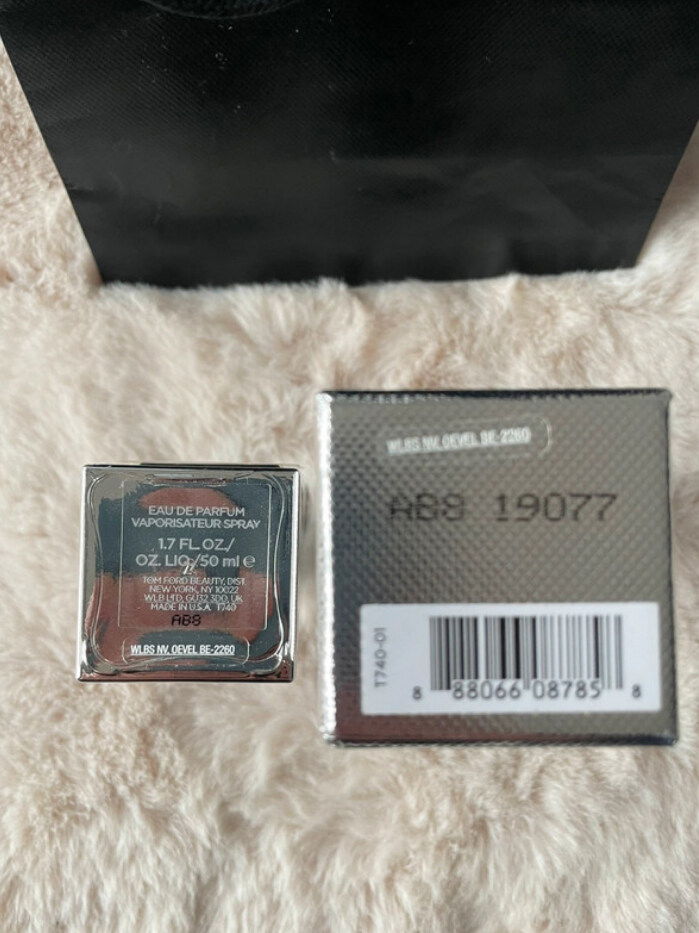 EAU DE PARFUM
VAPORISATEUR SPRAY
1.7 FL. OZ./
OZ. LIQ./50 ml e
TOM FORD BEAUTY, DIST.
NEW YORK, NY 10022
WLB LTD, GU32 3DD, UK
MADE IN U.S.A. T740
AB8
WLBS NV, OEVEL BE-2260
WLBS NV, OEVEL BE-2260
AB8 19077
T740-01
8 88066 08785 8